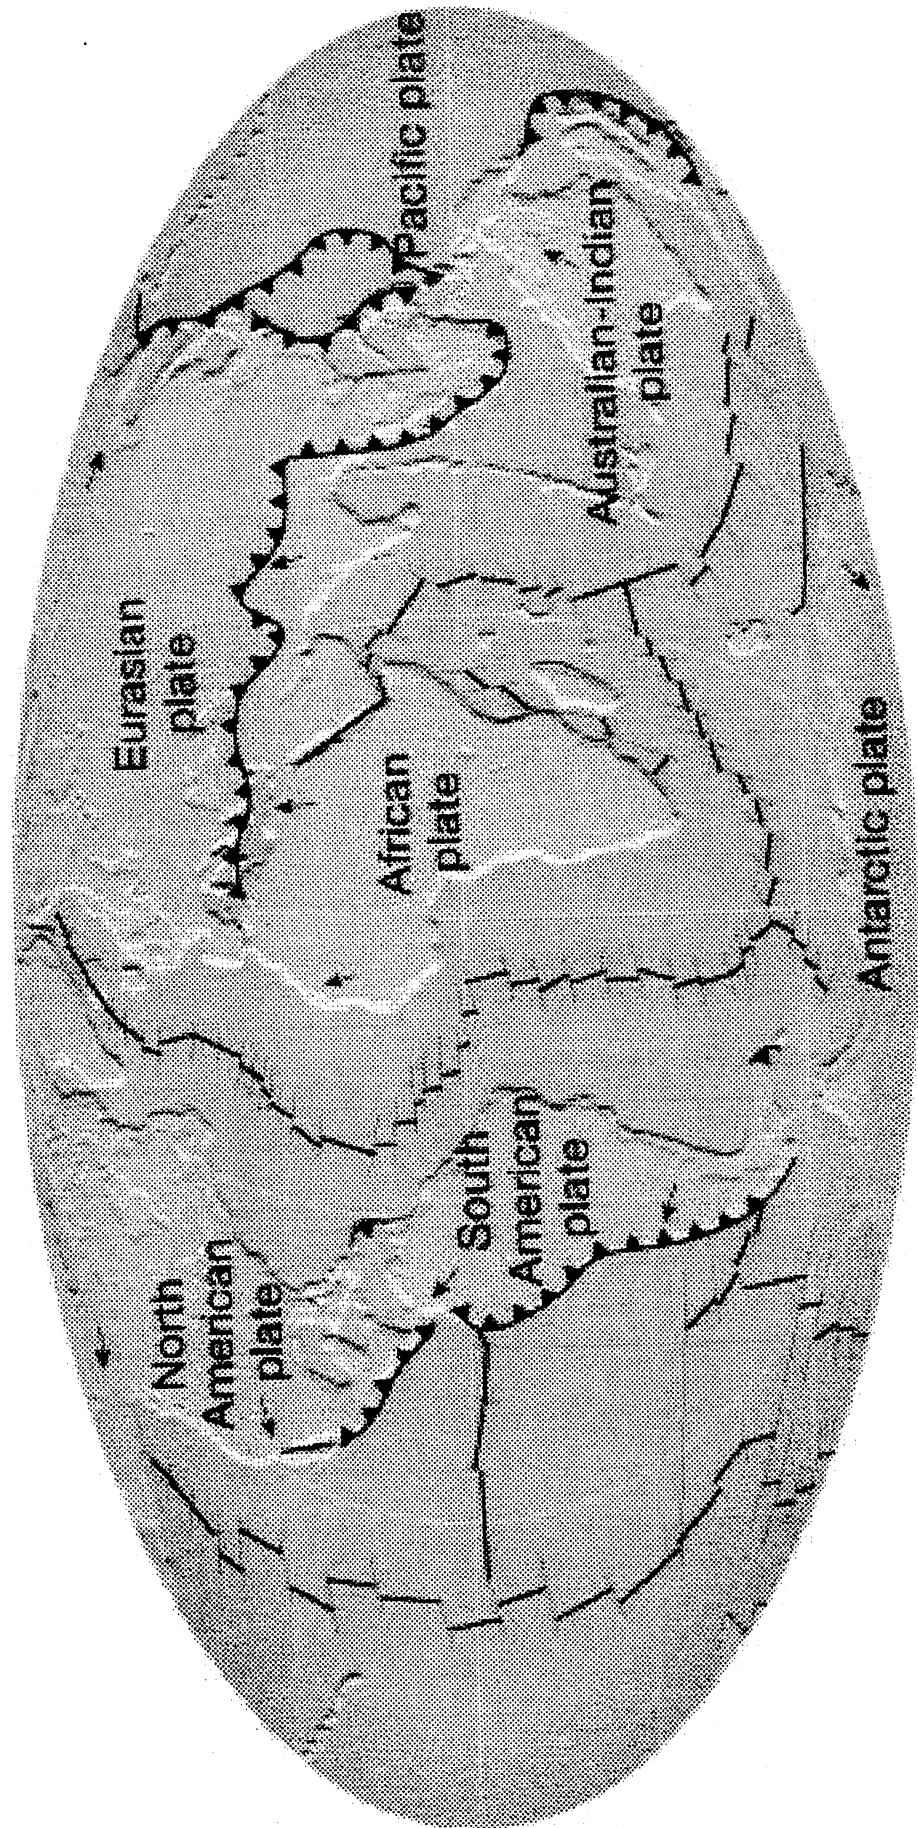 North
American
plate
South
American
plate
Eurasian
plate
African
plate
Australian-Indian
plate
Pacific plate
Antarctic plate